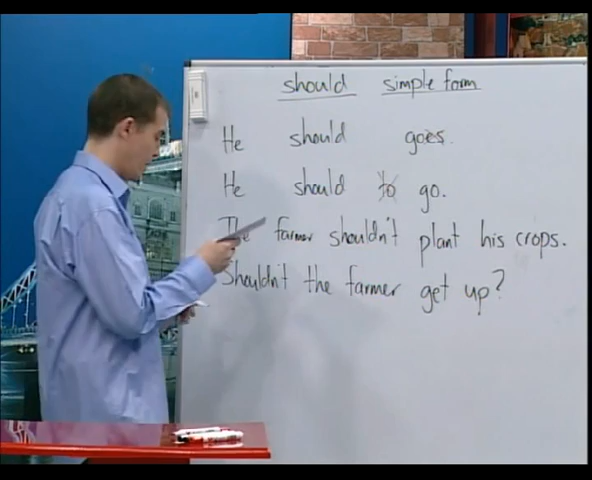 should simple form
He should goes.
He should to go.
The farmer shouldn't plant his crops.
Shouldn't the farmer get up?